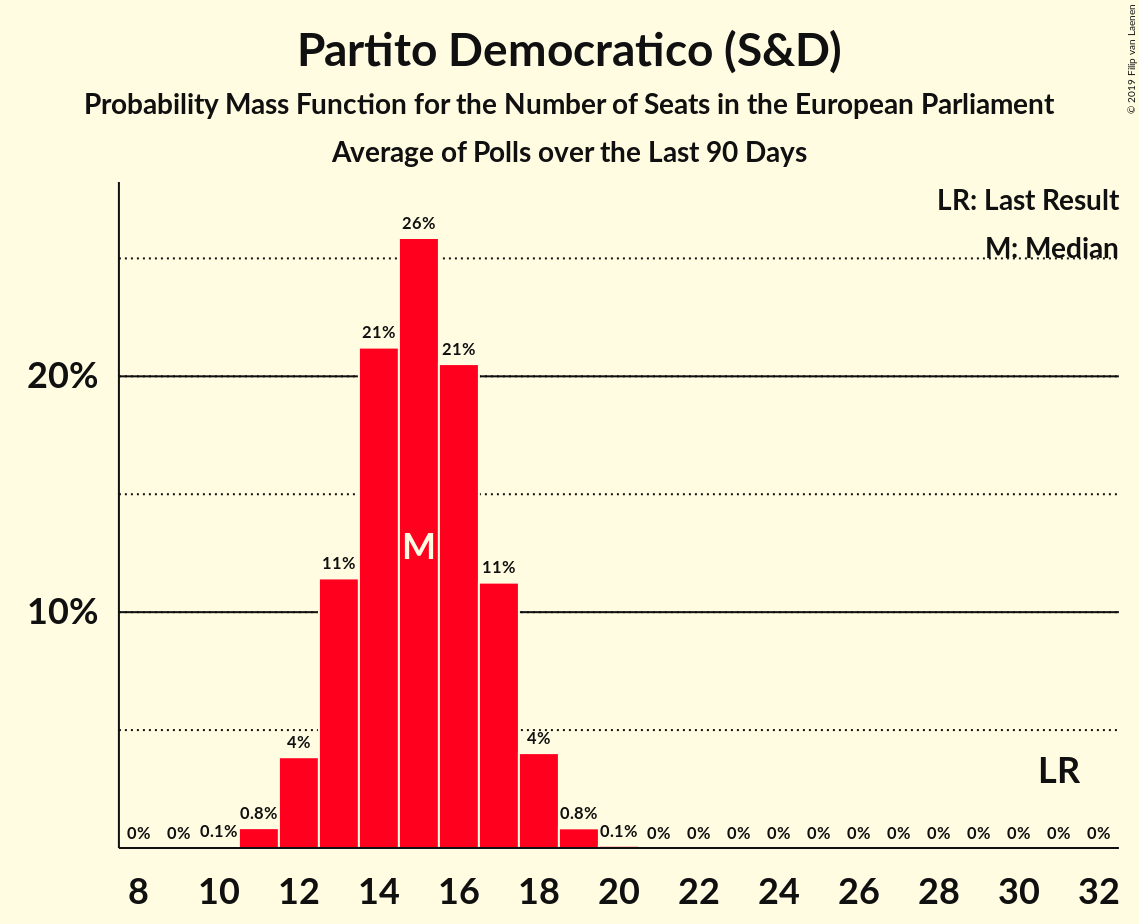 Partito Democratico (S&D)
Probability Mass Function for the Number of Seats in the European Parliament
Average of Polls over the Last 90 Days
© 2019 Filip van Laenen
LR: Last Result
M: Median
20%
10%
0% 0% 0.1% 0.8% 4% 11% 21% 26% 21% 11% 4% 0.8% 0.1% 0% 0% 0% 0% 0% 0% 0% 0% 0% 0% 0% 0%
M
LR
8 10 12 14 16 18 20 22 24 26 28 30 32